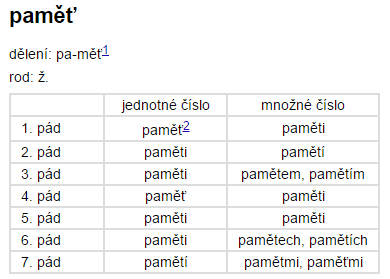 paměť
dělení: pa-měť1
rod: ž.
jednotné číslo množné číslo
1. pád paměť2 paměti
2. pád paměti pamětí
3. pád paměti pamětem, pamětím
4. pád paměť paměti
5. pád paměti paměti
6. pád paměti pamětech, pamětích
7. pád pamětí pamětmi, paměťmi